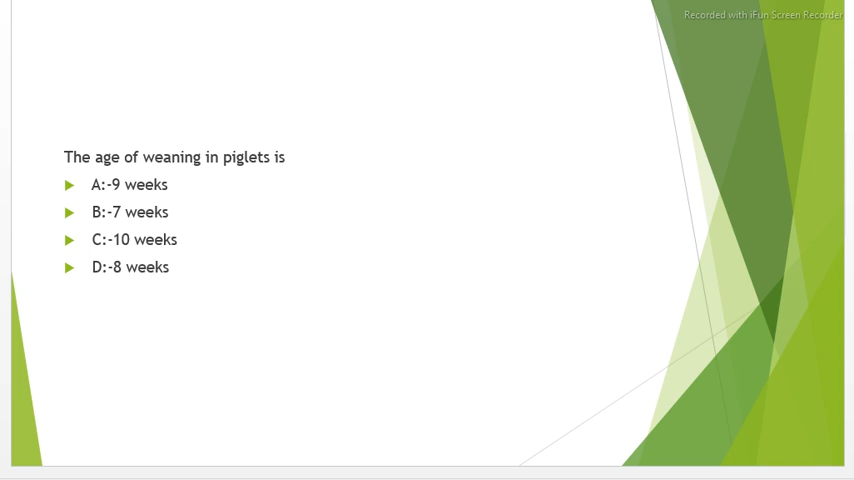 Recorded with iFun Screen Recorder
The age of weaning in piglets is
A:-9 weeks
B:-7 weeks
C:-10 weeks
D:-8 weeks